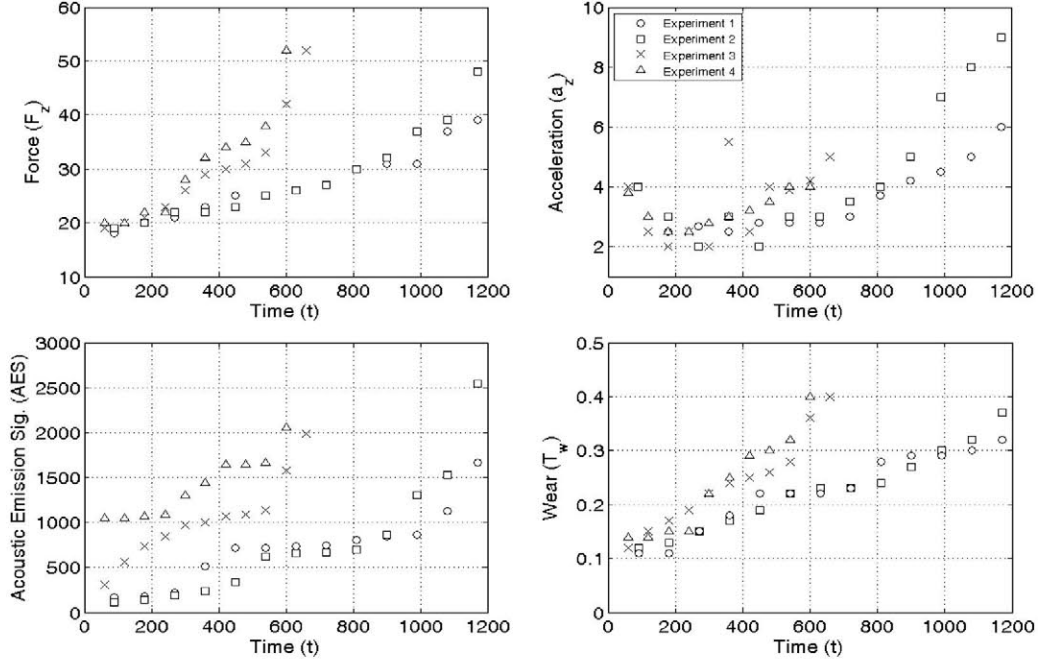 60
50
40
30
20
10
Force (F_z)
0 200 400 600 800 1000 1200
Time (t)
10
8
6
4
2
Acceleration (a_z)
Experiment 1
Experiment 2
Experiment 3
Experiment 4
0 200 400 600 800 1000 1200
Time (t)
3000
2500
2000
1500
1000
500
0
Acoustic Emission Sig. (AES)
0 200 400 600 800 1000 1200
Time (t)
0.5
0.4
0.3
0.2
0.1
0
Wear (T_w)
0 200 400 600 800 1000 1200
Time (t)